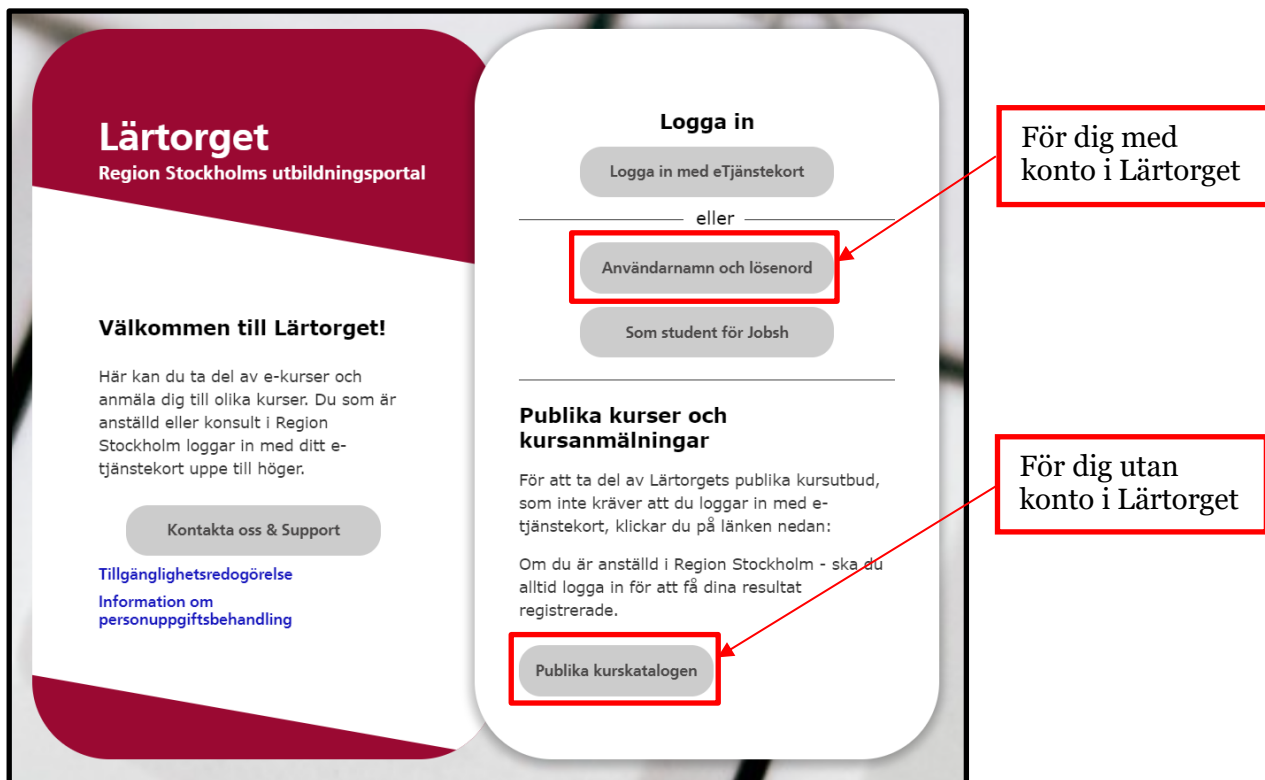 Lärtorget
Region Stockholms utbildningsportal
Välkommen till Lärtorget!
Här kan du ta del av e-kurser och
anmäla dig till olika kurser. Du som är
anställd eller konsult i Region
Stockholm loggar in med ditt e-
tjänstekort uppe till höger.
Kontakta oss & Support
Tillgänglighetsredogörelse
Information om
personuppgiftsbehandling
Logga in
Logga in med eTjänstekort
eller
Användarnamn och lösenord
Som student för Jobsh
Publika kurser och
kursanmälningar
För att ta del av Lärtorgets publika kursutbud,
som inte kräver att du loggar in med e-
tjänstekort, klickar du på länken nedan:
Om du är anställd i Region Stockholm - ska du
alltid logga in för att få dina resultat
registrerade.
Publika kurskatalogen
För dig med
konto i Lärtorget
För dig utan
konto i Lärtorget